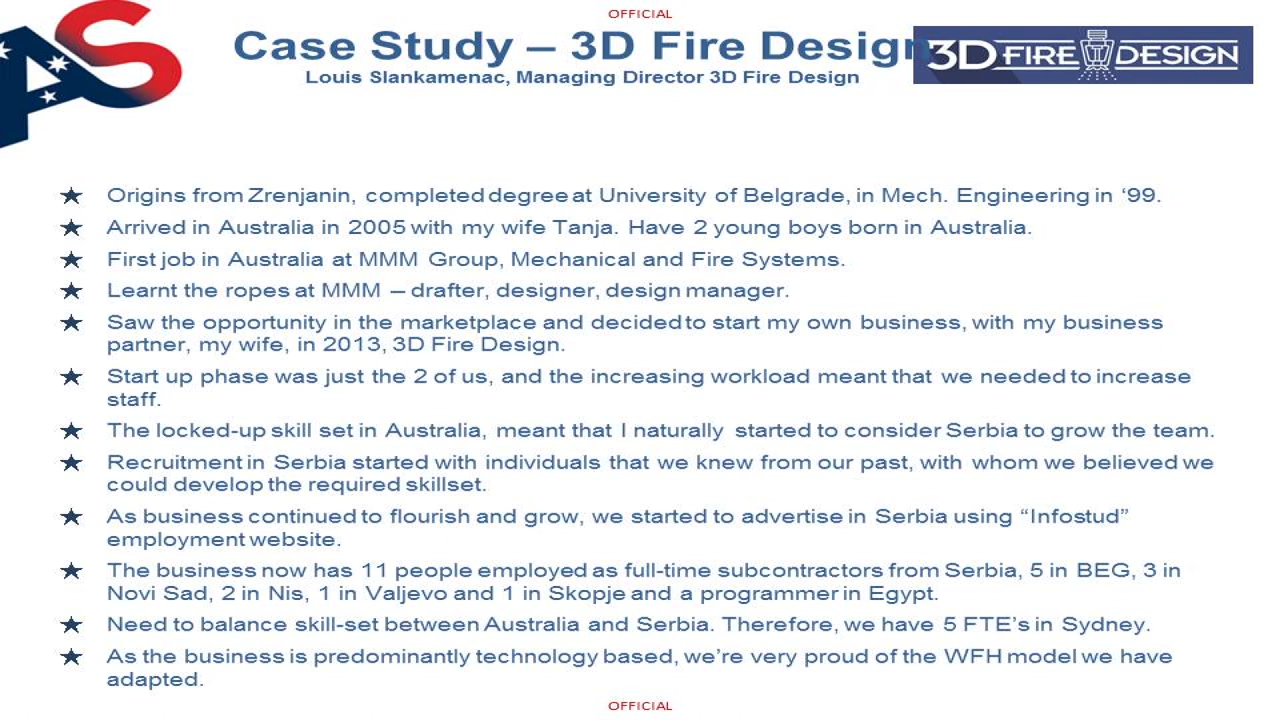 OFFICIAL
AS
Case Study – 3D Fire Design
3D FIRE DESIGN
Louis Slankamenac, Managing Director 3D Fire Design
★ Origins from Zrenjanin, completed degree at University of Belgrade, in Mech. Engineering in ‘99.
★ Arrived in Australia in 2005 with my wife Tanja. Have 2 young boys born in Australia.
★ First job in Australia at MMM Group, Mechanical and Fire Systems.
★ Learnt the ropes at MMM – drafter, designer, design manager.
★ Saw the opportunity in the marketplace and decided to start my own business, with my business
partner, my wife, in 2013, 3D Fire Design.
★ Start up phase was just the 2 of us, and the increasing workload meant that we needed to increase
staff.
★ The locked-up skill set in Australia, meant that I naturally started to consider Serbia to grow the team.
★ Recruitment in Serbia started with individuals that we knew from our past, with whom we believed we
could develop the required skillset.
★ As business continued to flourish and grow, we started to advertise in Serbia using “Infostud”
employment website.
★ The business now has 11 people employed as full-time subcontractors from Serbia, 5 in BEG, 3 in
Novi Sad, 2 in Nis, 1 in Valjevo and 1 in Skopje and a programmer in Egypt.
★ Need to balance skill-set between Australia and Serbia. Therefore, we have 5 FTE’s in Sydney.
★ As the business is predominantly technology based, we’re very proud of the WFH model we have
adapted.
OFFICIAL